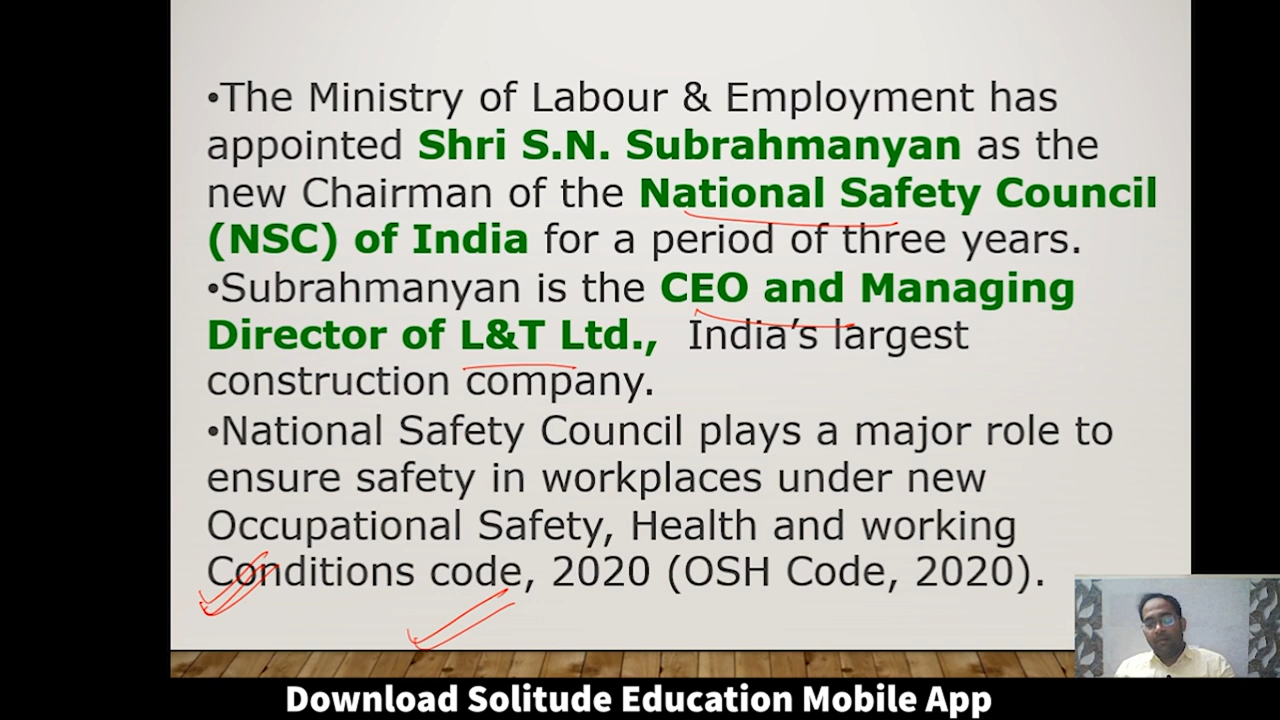 •The Ministry of Labour & Employment has
appointed Shri S.N. Subrahmanyan as the
new Chairman of the National Safety Council
(NSC) of India for a period of three years.
•Subrahmanyan is the CEO and Managing
Director of L&T Ltd., India’s largest
construction company.
•National Safety Council plays a major role to
ensure safety in workplaces under new
Occupational Safety, Health and working
Conditions code, 2020 (OSH Code, 2020).
Download Solitude Education Mobile App